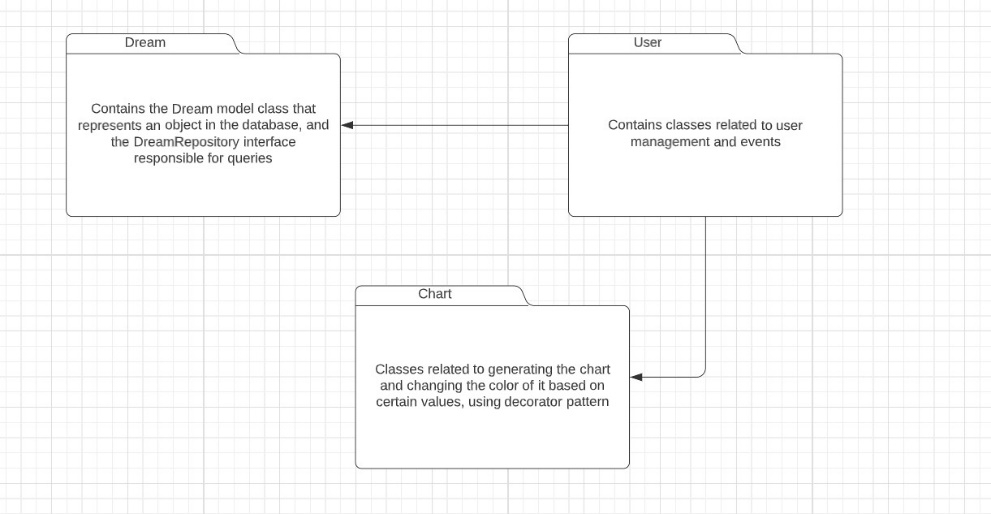 Dream
Contains the Dream model class that
represents an object in the database, and
the DreamRepository interface
responsible for queries
User
Contains classes related to user
management and events
Chart
Classes related to generating the chart
and changing the color of it based on
certain values, using decorator pattern